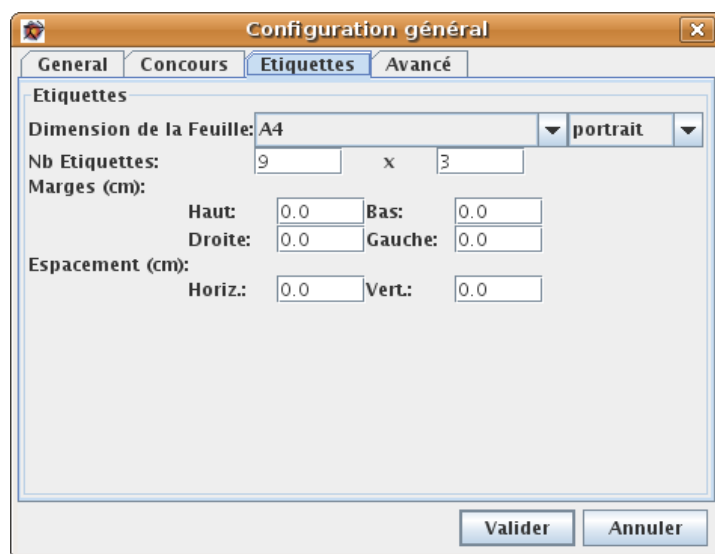 Configuration général
General Concours Etiquettes Avancé
Etiquettes
Dimension de la Feuille: A4 portrait
Nb Etiquettes: 9 x 3
Marges (cm):
Haut: 0.0 Bas: 0.0
Droite: 0.0 Gauche: 0.0
Espacement (cm):
Horiz.: 0.0 Vert.: 0.0
Valider Annuler